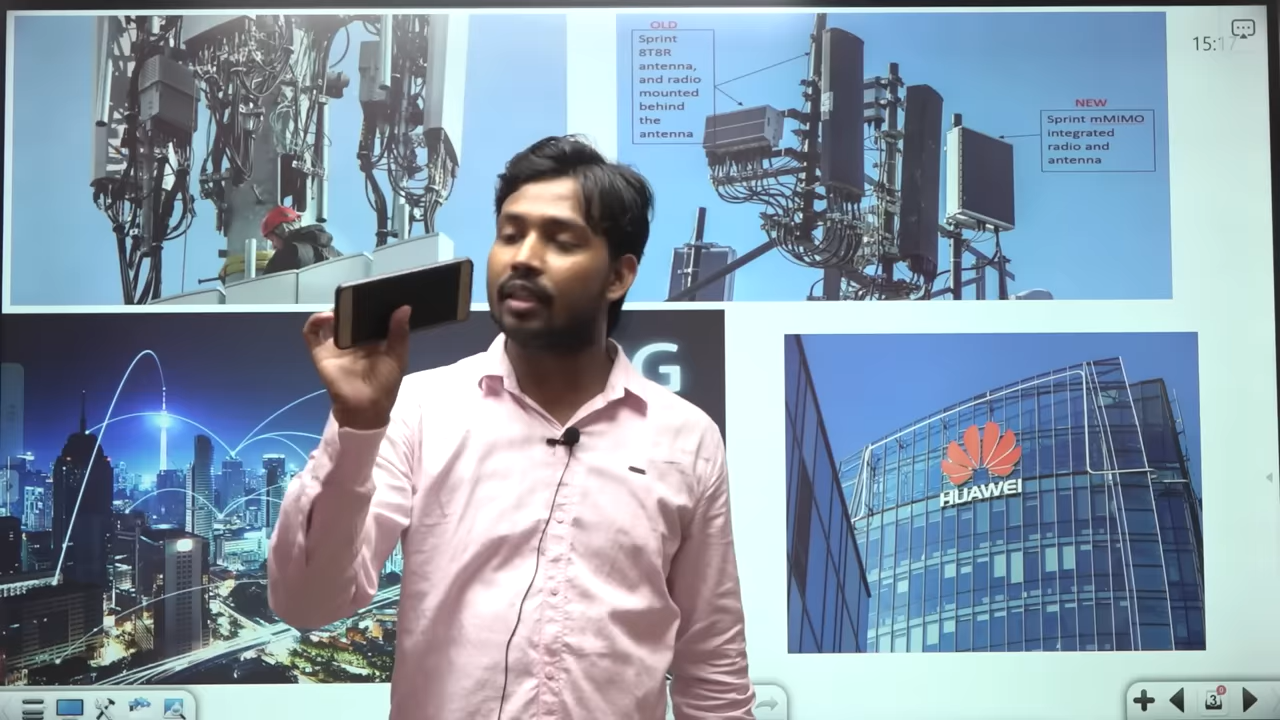 OLD
Sprint
8T8R
antenna,
and radio
mounted
behind
the
antenna
NEW
Sprint mMIMO
integrated
radio and
antenna
15:17
G
HUAWEI
3